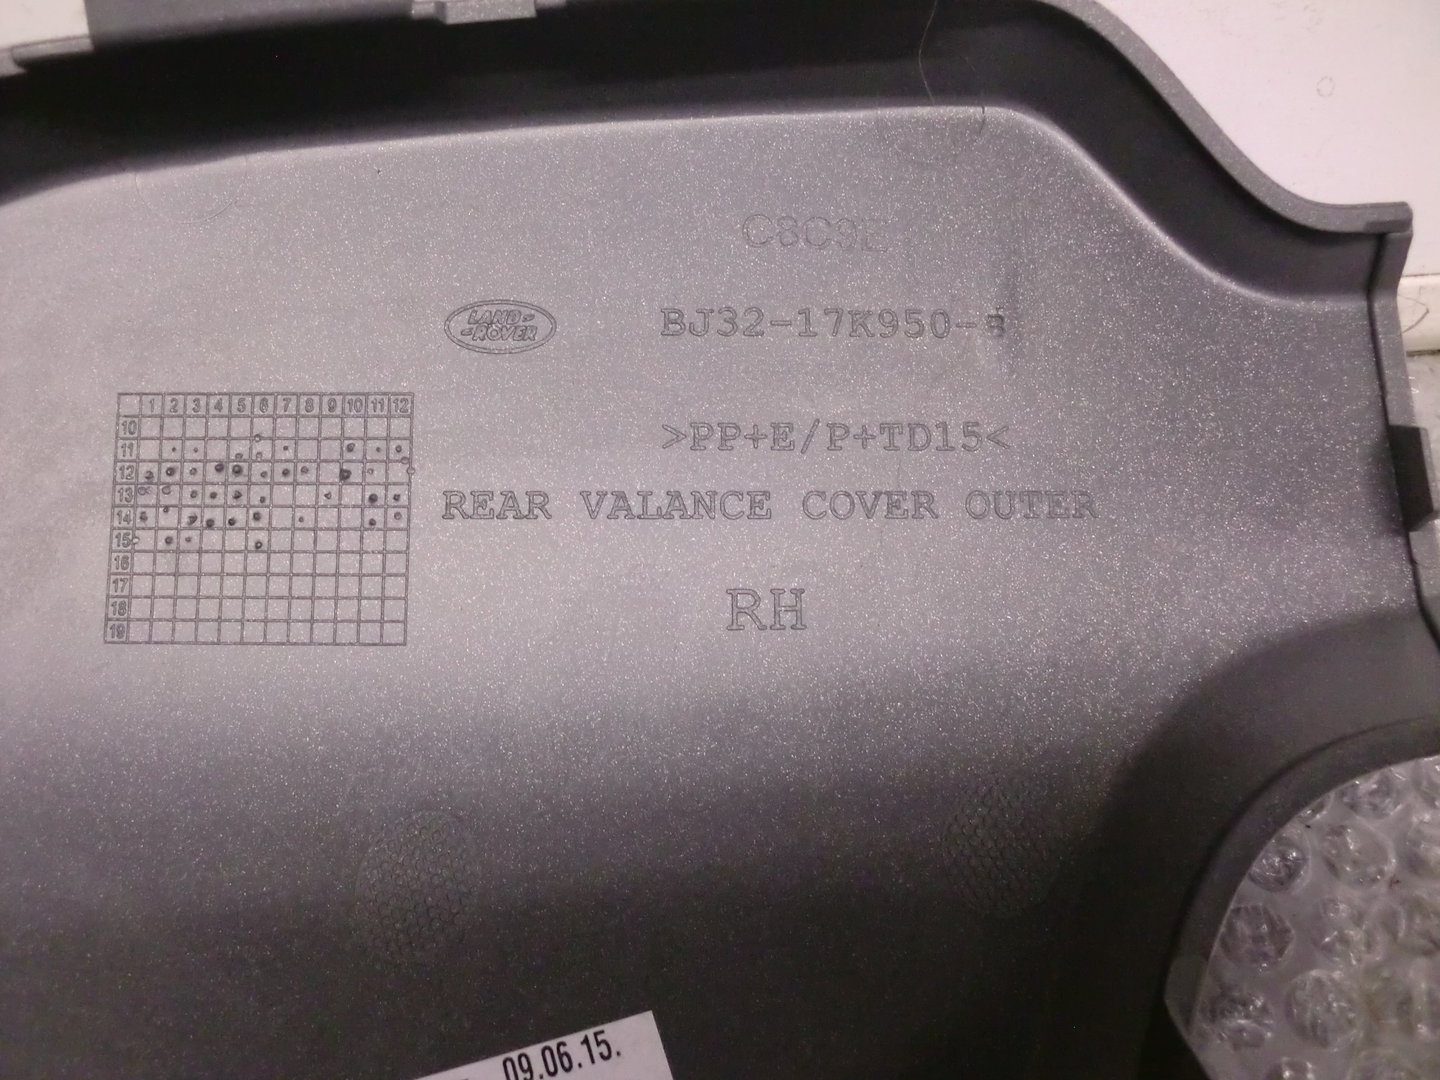 C8C9E
LAND ROVER
BJ32-17K950-
1 2 3 4 5 6 7 8 9 10 11 12
10
11
12
13
14
15
16
17
18
19
>PP+E/P+TD15<
REAR VALANCE COVER OUTER
RH
09.06.15.